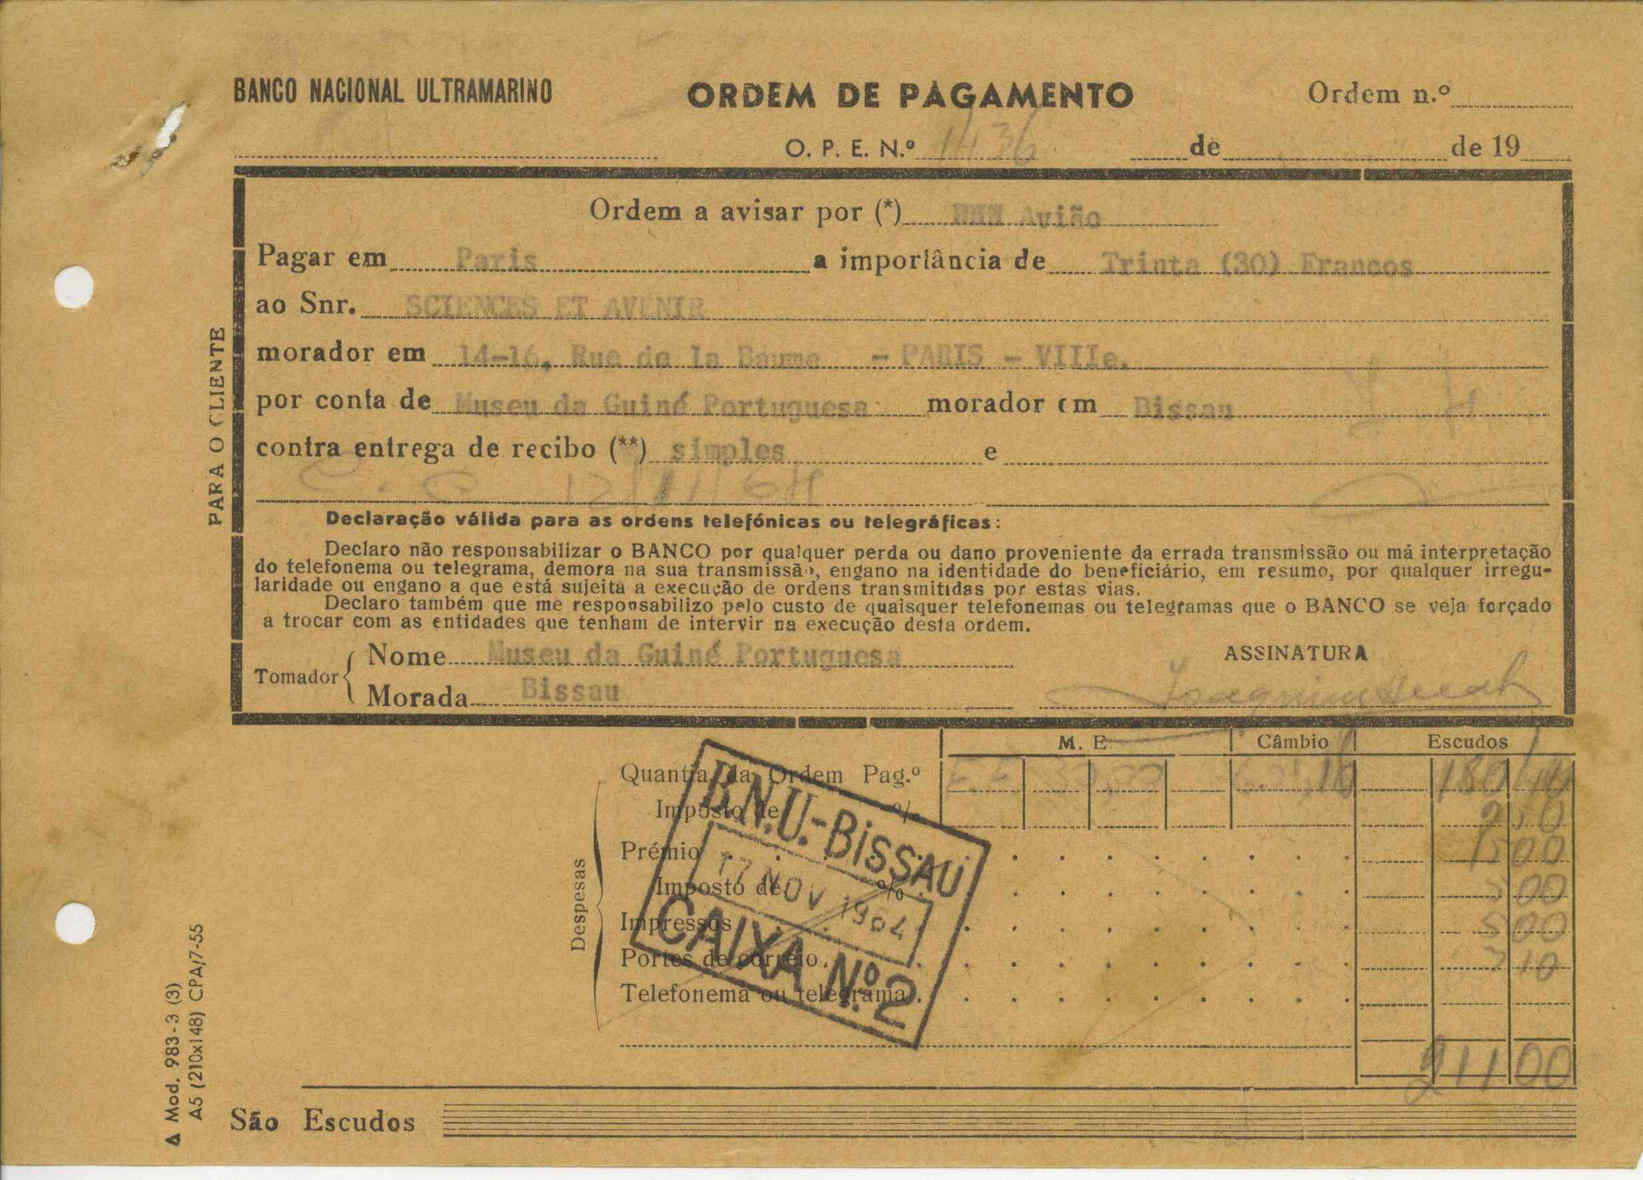 BANCO NACIONAL ULTRAMARINO
ORDEM DE PAGAMENTO
Ordem n.º
O. P. E. N.º 1436
de de 19
Ordem a avisar por (*) Avião
Pagar em Paris a importância de Trinta (30) Francos
ao Snr. SCIENCES ET AVENIR
morador em 14-16, Rue de la Baume - PARIS - VIIIe.
por conta de Museu da Guiné Portuguesa morador em Bissau
contra entrega de recibo (**) simples e
12/11/64
PARA O CLIENTE
Declaração válida para as ordens telefónicas ou telegráficas:
Declaro não responsabilizar o BANCO por qualquer perda ou dano proveniente da errada transmissão ou má interpretação
do telefonema ou telegrama, demora na sua transmissão, engano na identidade do beneficiário, em resumo, por qualquer irregu-
laridade ou engano a que está sujeita a execução de ordens transmitidas por estas vias.
Declaro também que me responsabilizo pelo custo de quaisquer telefonemas ou telegramas que o BANCO se veja forçado
a trocar com as entidades que tenham de intervir na execução desta ordem.
Tomador
Nome Museu da Guiné Portuguesa
Morada Bissau
ASSINATURA
M. E. Câmbio Escudos
Quantia da Ordem Pag.º 180
Imposto de %
Prémio 1500
Imposto de %
Impressos 500
Portes de correio
Telefonema ou telegrama
Despesas
21100
B.N.U.-BISSAU
17 NOV 1964
CAIXA Nº 2
São Escudos
Δ Mod. 983-3 (3)
A5 (210x148) CPA/7-55